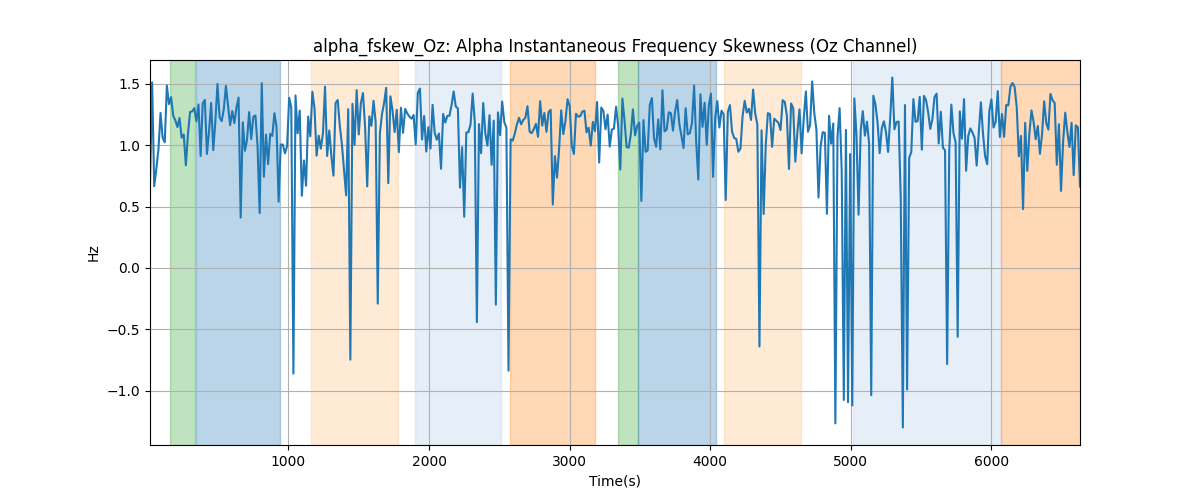 alpha_fskew_Oz: Alpha Instantaneous Frequency Skewness (Oz Channel)
1.5
1.0
0.5
0.0
−0.5
−1.0
Hz
1000 2000 3000 4000 5000 6000
Time(s)